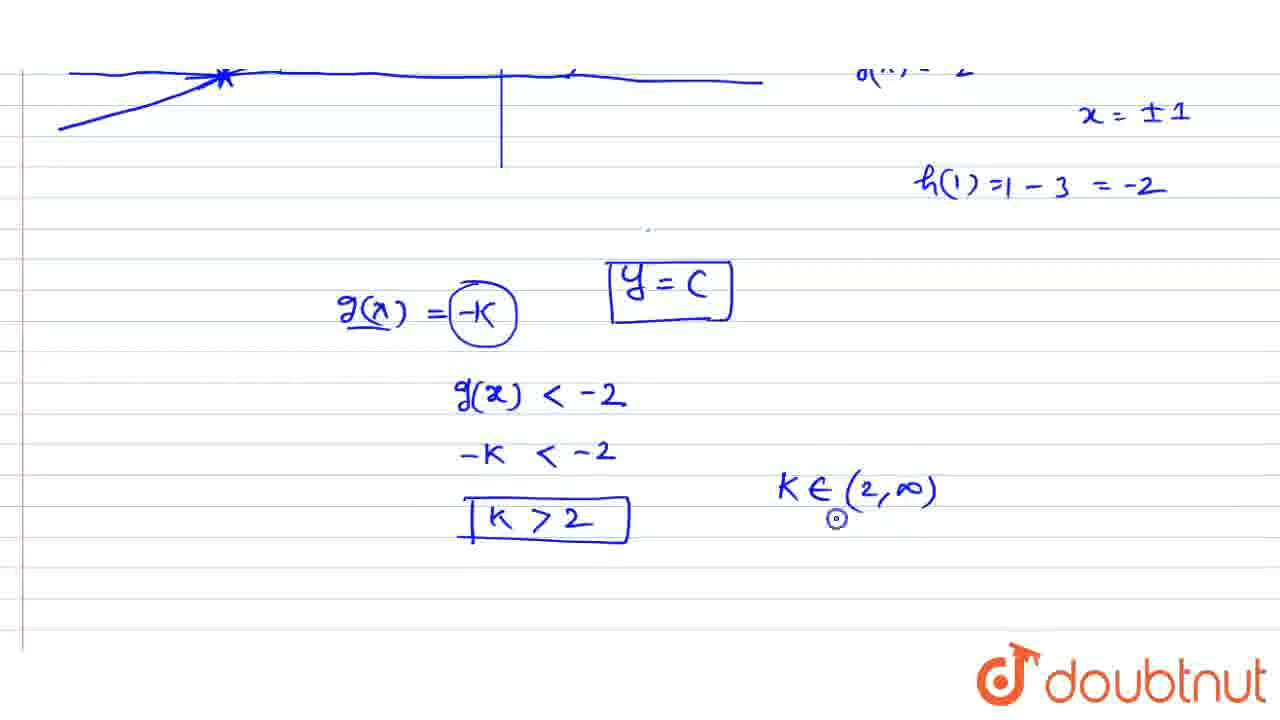 x = ± 1
h(1) = 1 - 3 = -2
y = C
g(x) = -K
g(x) < -2
-K < -2
K > 2
K ∈ (2, ∞)
doubtnut